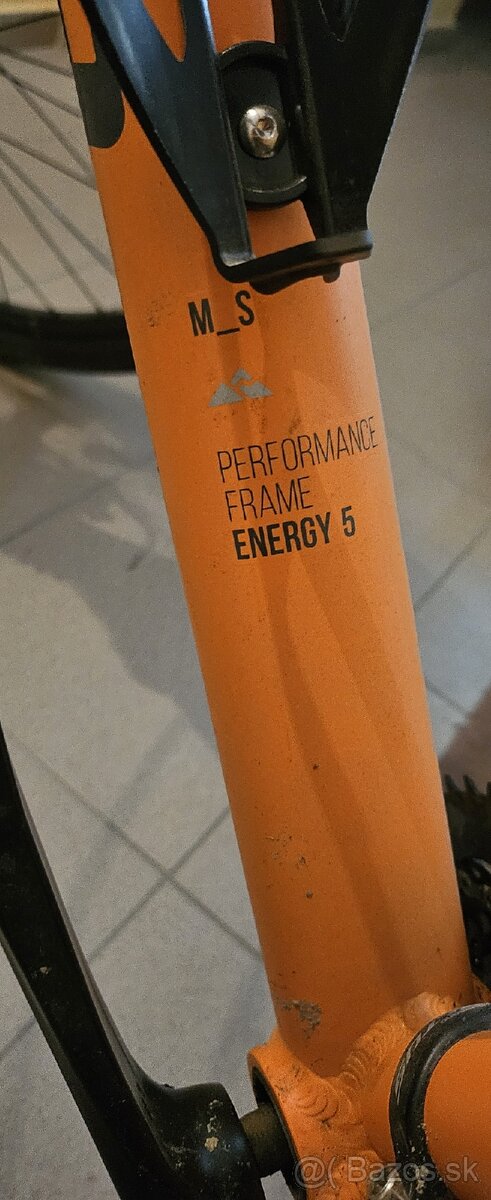 M_S
PERFORMANCE
FRAME
ENERGY 5
@( Bazos.sk